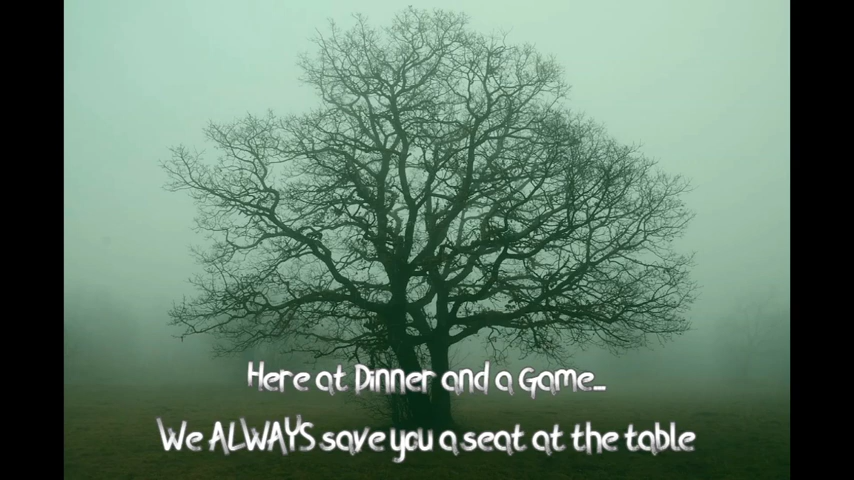 Here at Dinner and a Game...
We ALWAYS save you a seat at the table